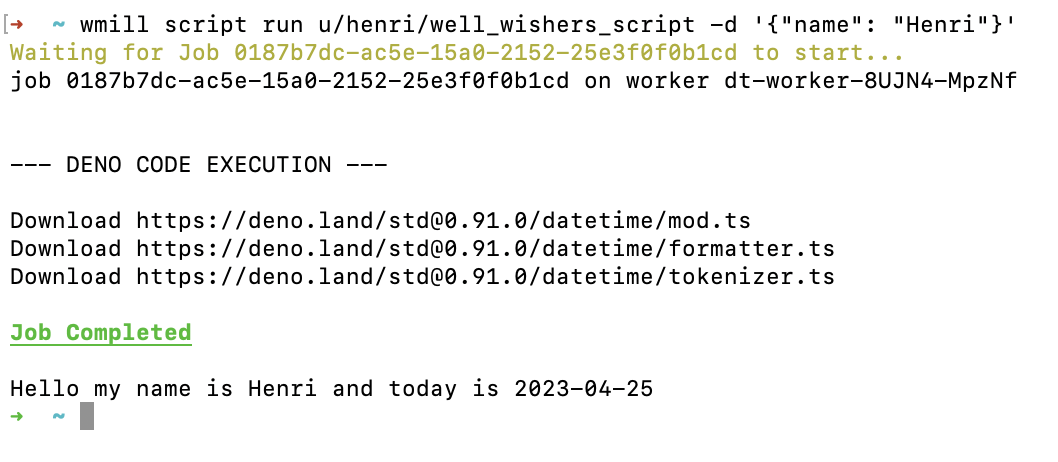 ➜  ~ wmill script run u/henri/well_wishers_script -d '{"name": "Henri"}'
Waiting for Job 0187b7dc-ac5e-15a0-2152-25e3f0f0b1cd to start...
job 0187b7dc-ac5e-15a0-2152-25e3f0f0b1cd on worker dt-worker-8UJN4-MpzNf
--- DENO CODE EXECUTION ---
Download https://deno.land/std@0.91.0/datetime/mod.ts
Download https://deno.land/std@0.91.0/datetime/formatter.ts
Download https://deno.land/std@0.91.0/datetime/tokenizer.ts
Job Completed
Hello my name is Henri and today is 2023-04-25
➜  ~